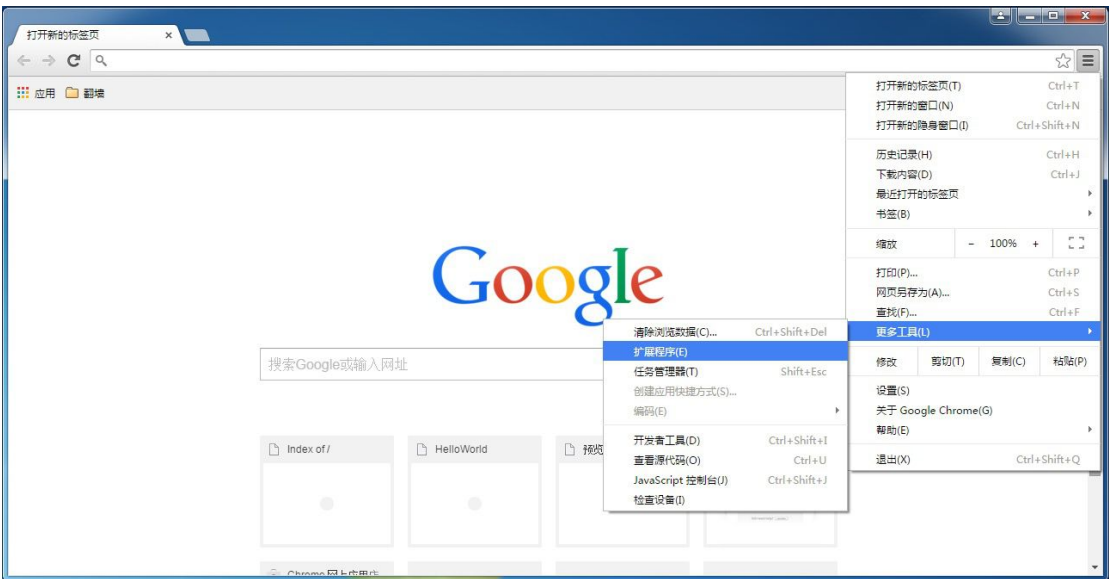 打开新的标签页
应用 翻墙
打开新的标签页(T) Ctrl+T
打开新的窗口(N) Ctrl+N
打开新的隐身窗口(I) Ctrl+Shift+N
历史记录(H) Ctrl+H
下载内容(D) Ctrl+J
最近打开的标签页
书签(B)
缩放 - 100% +
打印(P)... Ctrl+P
网页另存为(A)... Ctrl+S
查找(F)... Ctrl+F
更多工具(L)
修改 剪切(T) 复制(C) 粘贴(P)
设置(S)
关于 Google Chrome(G)
帮助(E)
退出(X) Ctrl+Shift+Q
Google
搜索Google或输入网址
清除浏览数据(C)... Ctrl+Shift+Del
扩展程序(E)
任务管理器(T) Shift+Esc
创建应用快捷方式(S)...
编码(E)
开发者工具(D) Ctrl+Shift+I
查看源代码(O) Ctrl+U
JavaScript 控制台(J) Ctrl+Shift+J
检查设备(I)
Index of / HelloWorld 预览
Chrome 网上应用店